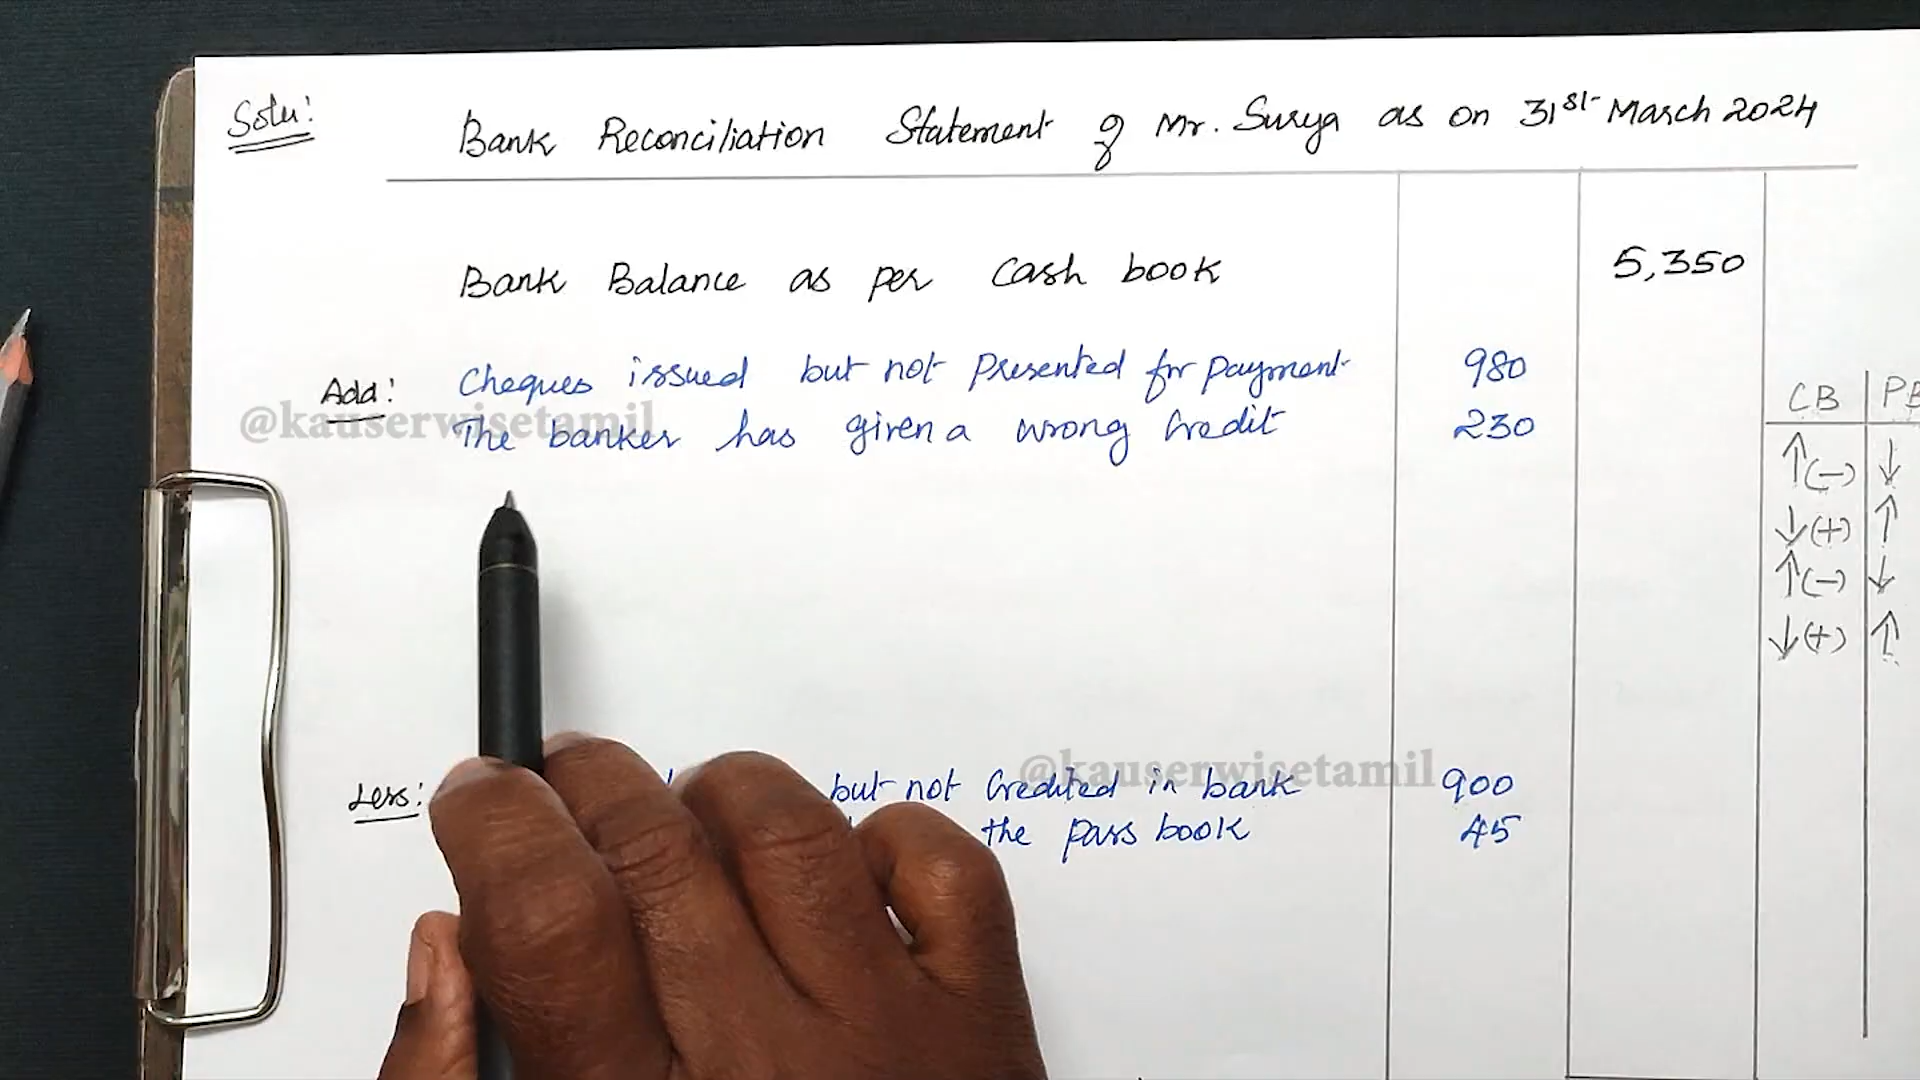 Solu:
Bank Reconciliation Statement of Mr. Surya as on 31st March 2024
Bank Balance as per Cash book 5,350
Add: Cheques issued but not Presented for payment 980
@kauserwisetamil
The banker has given a wrong Credit 230
CB PB
↑(-) ↓
↓(+) ↑
↑(-) ↓
↓(+) ↑
@kauserwisetamil
Less: but not Credited in bank 900
the pass book 45